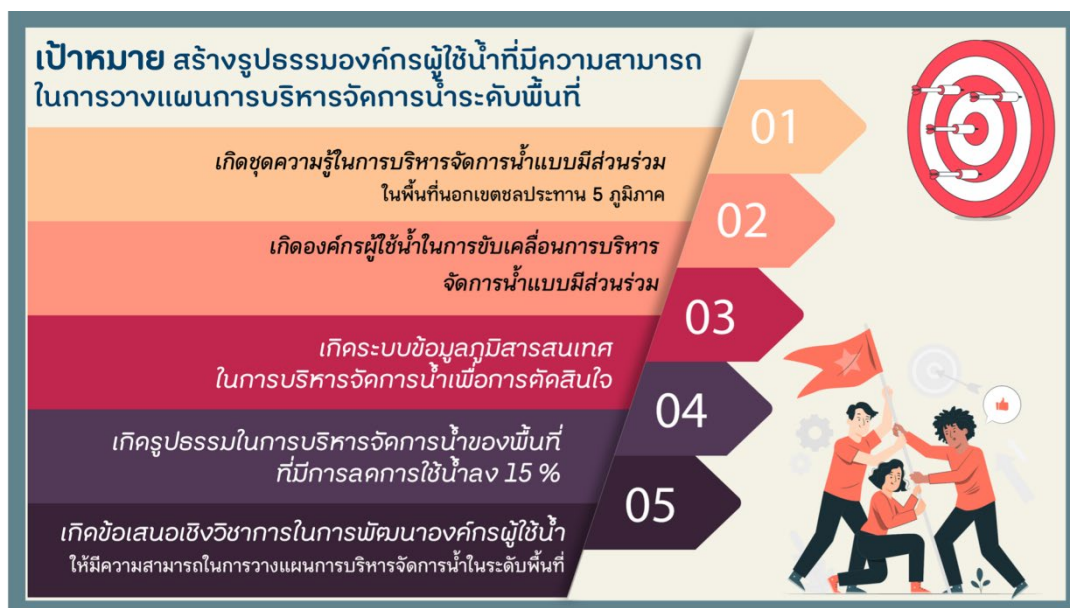 เป้าหมาย สร้างรูปธรรมองค์กรผู้ใช้น้ำที่มีความสามารถ
ในการวางแผนการบริหารจัดการน้ำระดับพื้นที่
01
เกิดชุดความรู้ในการบริหารจัดการน้ำแบบมีส่วนร่วม
ในพื้นที่นอกเขตชลประทาน 5 ภูมิภาค
02
เกิดองค์กรผู้ใช้น้ำในการขับเคลื่อนการบริหาร
จัดการน้ำแบบมีส่วนร่วม
03
เกิดระบบข้อมูลภูมิสารสนเทศ
ในการบริหารจัดการน้ำเพื่อการตัดสินใจ
04
เกิดรูปธรรมในการบริหารจัดการน้ำของพื้นที่
ที่มีการลดการใช้น้ำลง 15 %
05
เกิดข้อเสนอเชิงวิชาการในการพัฒนาองค์กรผู้ใช้น้ำ
ให้มีความสามารถในการวางแผนการบริหารจัดการน้ำในระดับพื้นที่